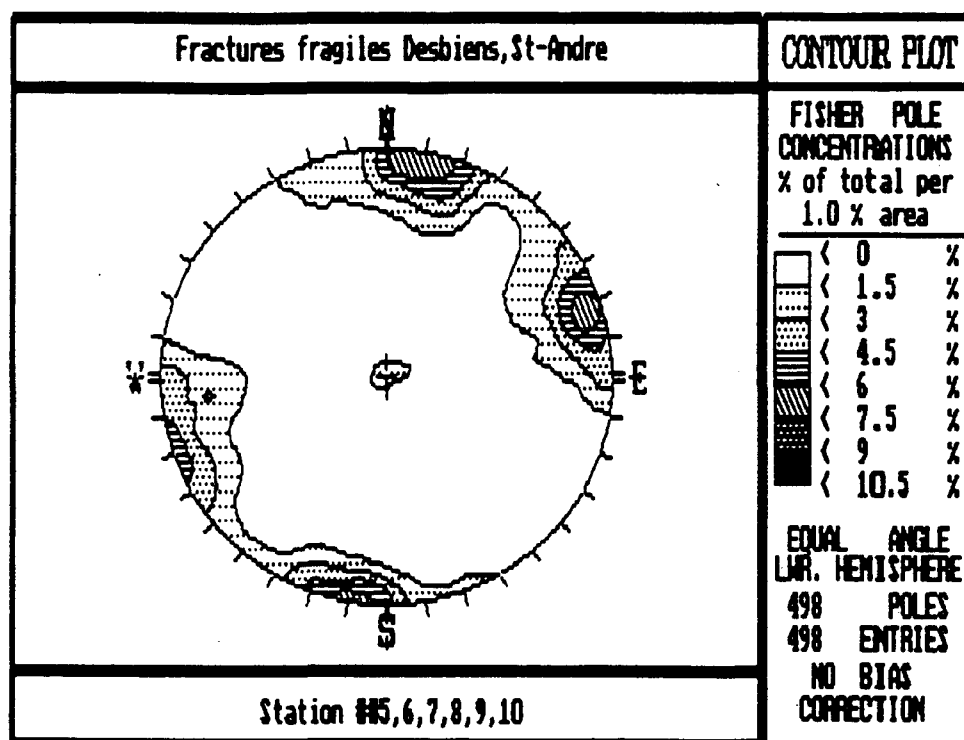 Fractures fragiles Desbiens,St-Andre
N
W
E
S
Station ##5,6,7,8,9,10
CONTOUR PLOT
FISHER POLE
CONCENTRATIONS
% of total per
1.0 % area
< 0 %
< 1.5 %
< 3 %
< 4.5 %
< 6 %
< 7.5 %
< 9 %
< 10.5 %
EQUAL ANGLE
LWR. HEMISPHERE
498 POLES
498 ENTRIES
NO BIAS
CORRECTION